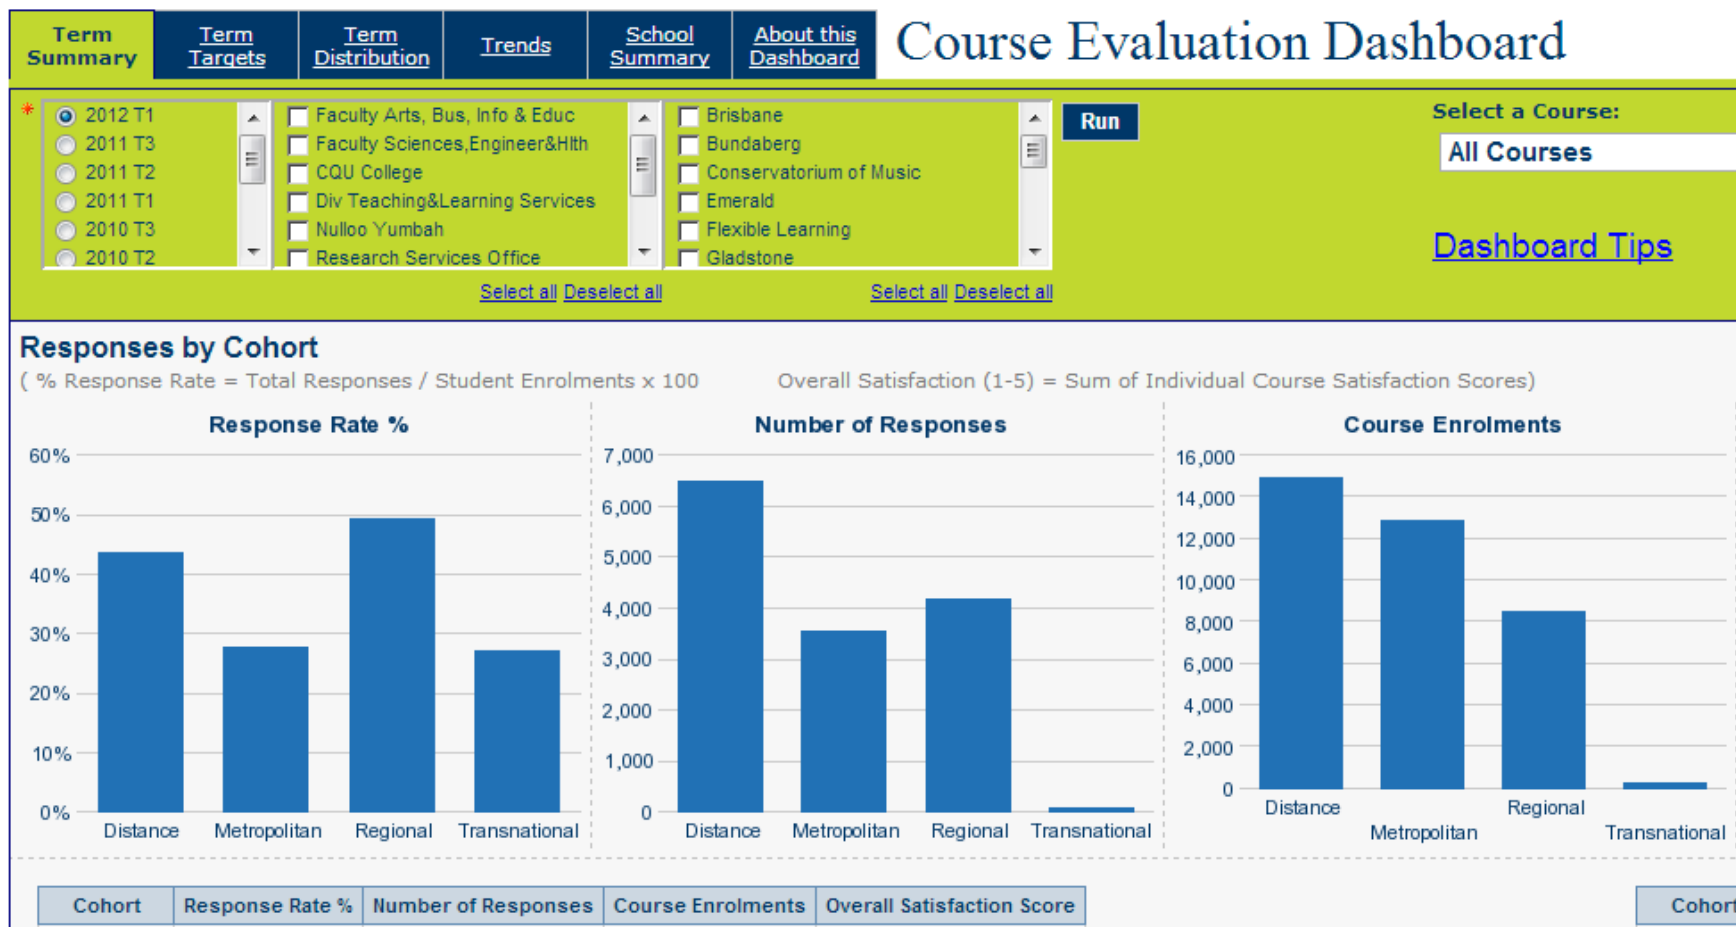 Term Summary
Term Targets
Term Distribution
Trends
School Summary
About this Dashboard
Course Evaluation Dashboard
*
2012 T1
2011 T3
2011 T2
2011 T1
2010 T3
2010 T2
Faculty Arts, Bus, Info & Educ
Faculty Sciences,Engineer&Hlth
CQU College
Div Teaching&Learning Services
Nulloo Yumbah
Research Services Office
Select all Deselect all
Brisbane
Bundaberg
Conservatorium of Music
Emerald
Flexible Learning
Gladstone
Select all Deselect all
Run
Select a Course:
All Courses
Dashboard Tips
Responses by Cohort
( % Response Rate = Total Responses / Student Enrolments x 100 Overall Satisfaction (1-5) = Sum of Individual Course Satisfaction Scores)
Response Rate %
60%
50%
40%
30%
20%
10%
0%
Distance Metropolitan Regional Transnational
Number of Responses
7,000
6,000
5,000
4,000
3,000
2,000
1,000
0
Distance Metropolitan Regional Transnational
Course Enrolments
16,000
14,000
12,000
10,000
8,000
6,000
4,000
2,000
0
Distance Metropolitan Regional Transnational
Cohort Response Rate % Number of Responses Course Enrolments Overall Satisfaction Score
Cohort